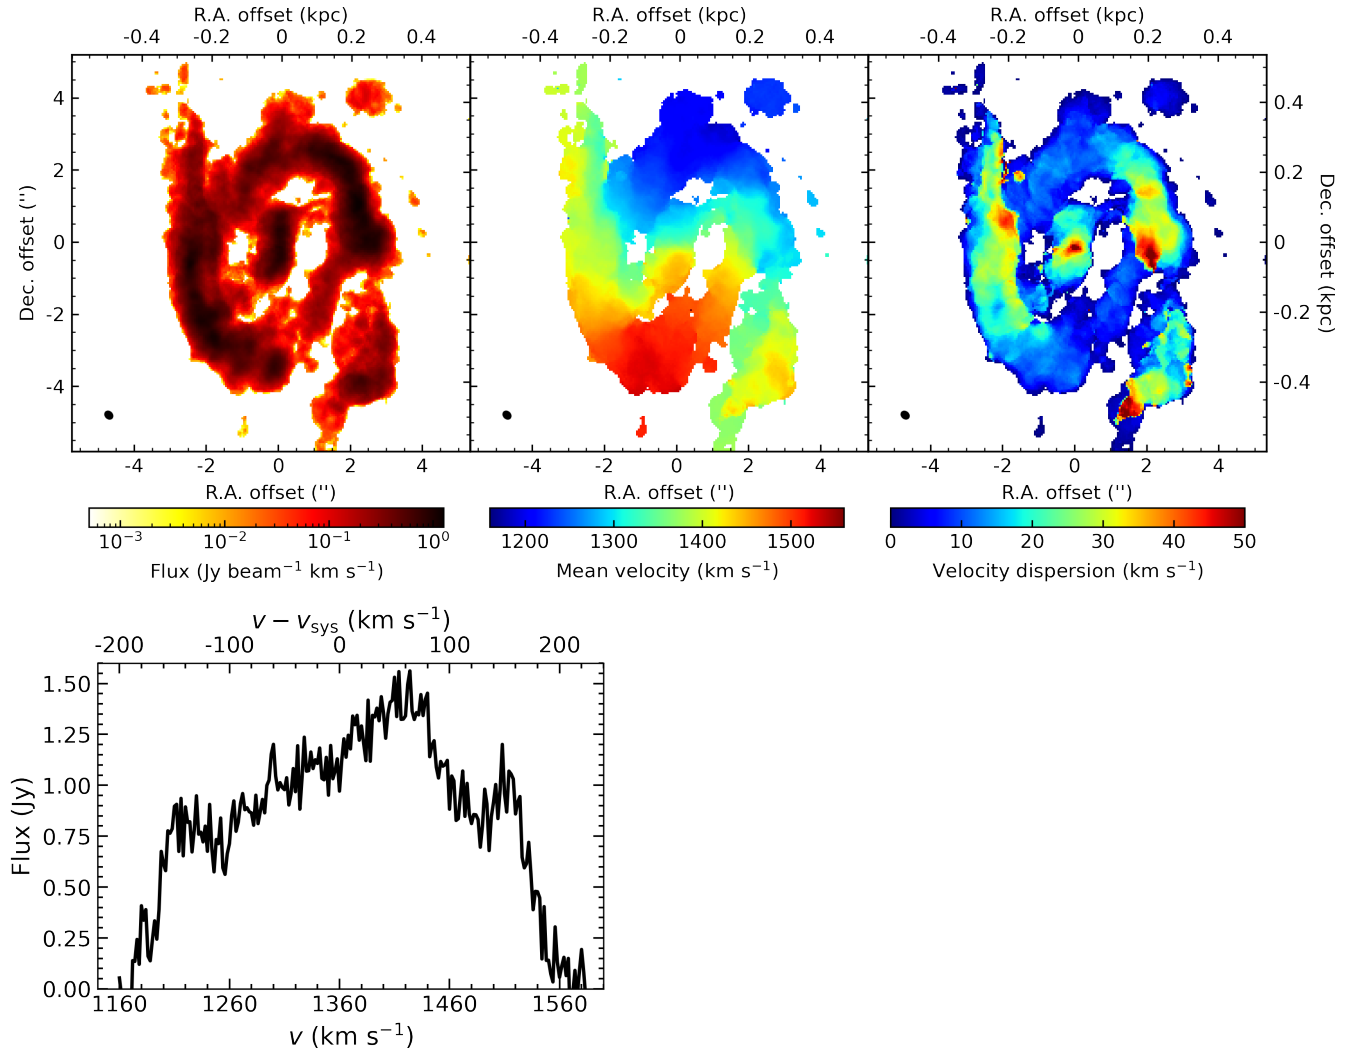 R.A. offset (kpc) R.A. offset (kpc) R.A. offset (kpc)
-0.4 -0.2 0 0.2 0.4 -0.4 -0.2 0 0.2 0.4 -0.4 -0.2 0 0.2 0.4
Dec. offset ('')
4
2
0
-2
-4
0.4
0.2
0
-0.2
-0.4
Dec. offset (kpc)
-4 -2 0 2 4 -4 -2 0 2 4 -4 -2 0 2 4
R.A. offset ('') R.A. offset ('') R.A. offset ('')
10⁻³ 10⁻² 10⁻¹ 10⁰ 1200 1300 1400 1500 0 10 20 30 40 50
Flux (Jy beam⁻¹ km s⁻¹) Mean velocity (km s⁻¹) Velocity dispersion (km s⁻¹)
v − v_sys (km s⁻¹)
-200 -100 0 100 200
Flux (Jy)
1.50
1.25
1.00
0.75
0.50
0.25
0.00
1160 1260 1360 1460 1560
v (km s⁻¹)